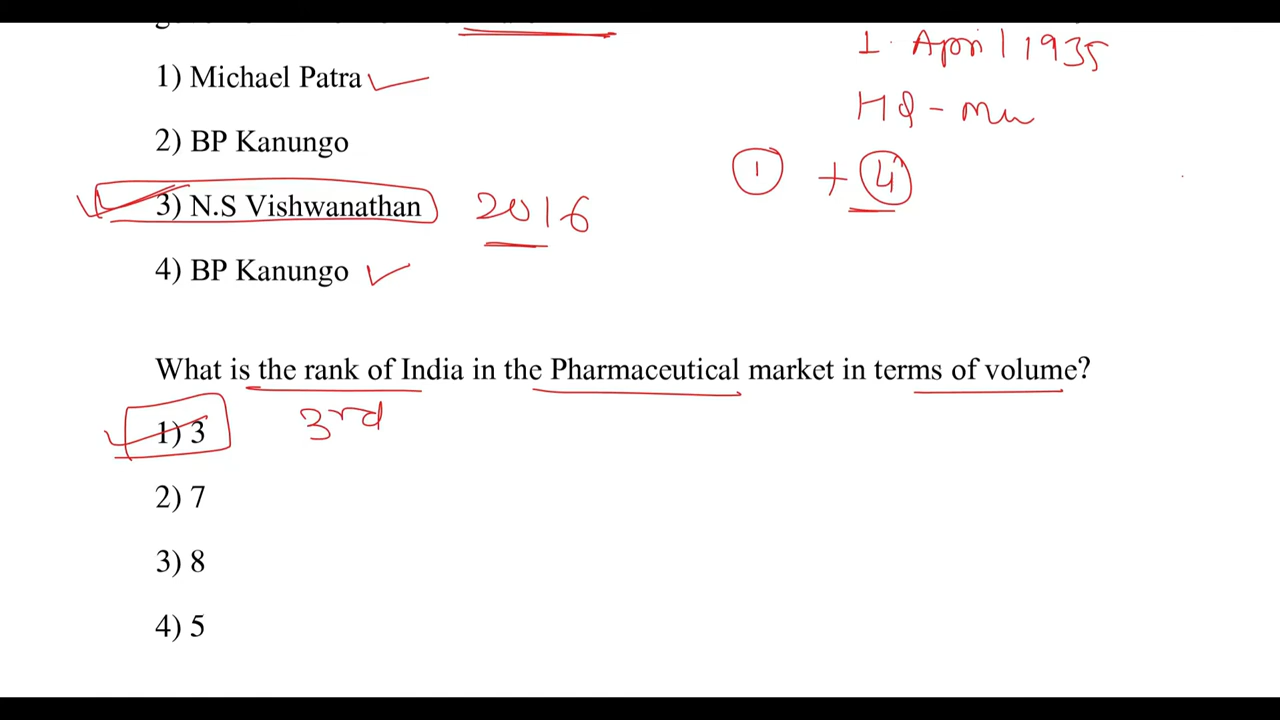 1. April 1935
1) Michael Patra
HQ - Mu
2) BP Kanungo
1 + 4
3) N.S Vishwanathan 2016
4) BP Kanungo
What is the rank of India in the Pharmaceutical market in terms of volume?
1) 3 3rd
2) 7
3) 8
4) 5